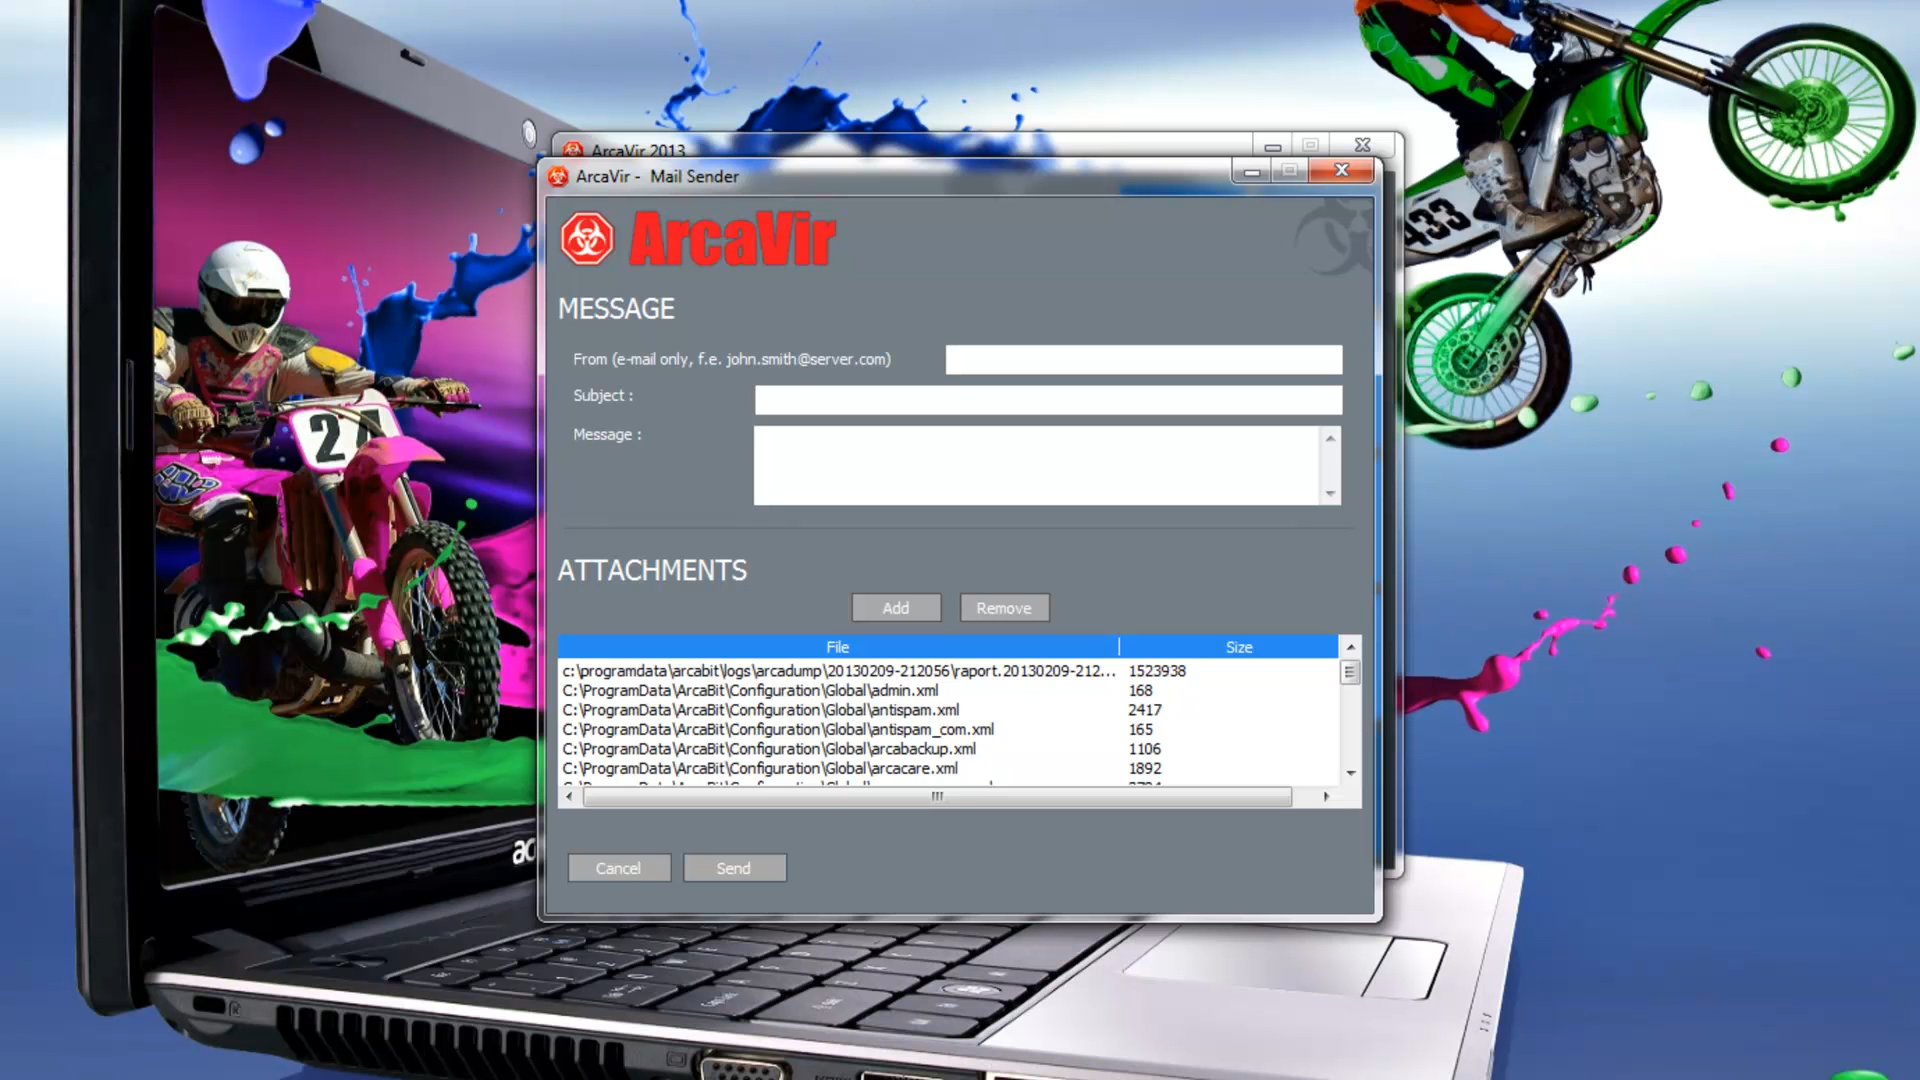 ArcaVir 2013
ArcaVir - Mail Sender
ArcaVir
MESSAGE
From (e-mail only, f.e. john.smith@server.com)
Subject :
Message :
ATTACHMENTS
Add Remove
File Size
c:\programdata\arcabit\logs\arcadump\20130209-212056\raport.20130209-212... 1523938
C:\ProgramData\ArcaBit\Configuration\Global\admin.xml 168
C:\ProgramData\ArcaBit\Configuration\Global\antispam.xml 2417
C:\ProgramData\ArcaBit\Configuration\Global\antispam_com.xml 165
C:\ProgramData\ArcaBit\Configuration\Global\arcabackup.xml 1106
C:\ProgramData\ArcaBit\Configuration\Global\arcacare.xml 1892
Cancel Send
433